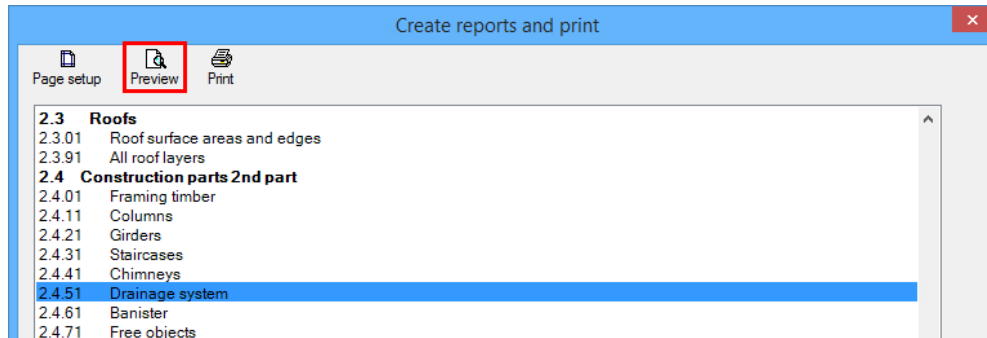 Create reports and print
Page setup Preview Print
2.3 Roofs
2.3.01 Roof surface areas and edges
2.3.91 All roof layers
2.4 Construction parts 2nd part
2.4.01 Framing timber
2.4.11 Columns
2.4.21 Girders
2.4.31 Staircases
2.4.41 Chimneys
2.4.51 Drainage system
2.4.61 Banister
2.4.71 Free objects